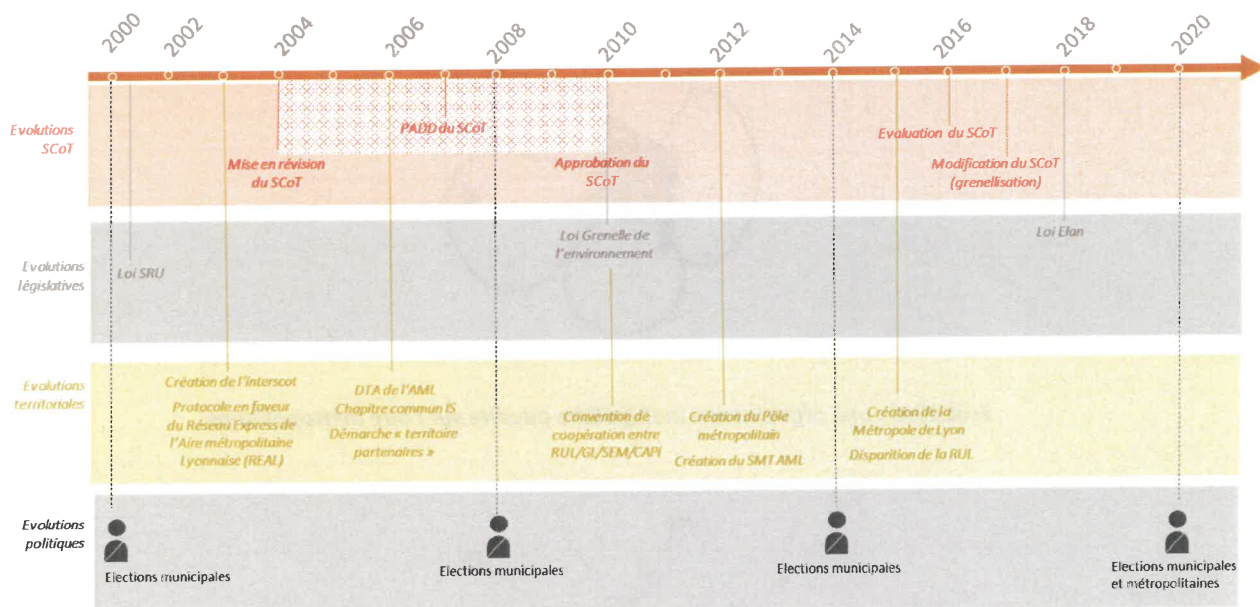 2000
2002
2004
2006
2008
2010
2012
2014
2016
2018
2020
Evolutions
SCoT
PADD du SCoT
Mise en révision
du SCoT
Approbation du
SCoT
Evaluation du SCoT
Modification du SCoT
(grenellisation)
Evolutions
législatives
Loi SRU
Loi Grenelle de
l'environnement
Loi Elan
Evolutions
territoriales
Création de l'interscot
Protocole en faveur
du Réseau Express de
l'Aire métropolitaine
Lyonnaise (REAL)
DTA de l'AML
Chapitre commun IS
Démarche « territoire
partenaires »
Convention de
coopération entre
RUL/GL/SEM/CAPI
Création du Pôle
métropolitain
Création du SMT AML
Création de la
Métropole de Lyon
Disparition de la RUL
Evolutions
politiques
Elections municipales
Elections municipales
Elections municipales
Elections municipales
et métropolitaines